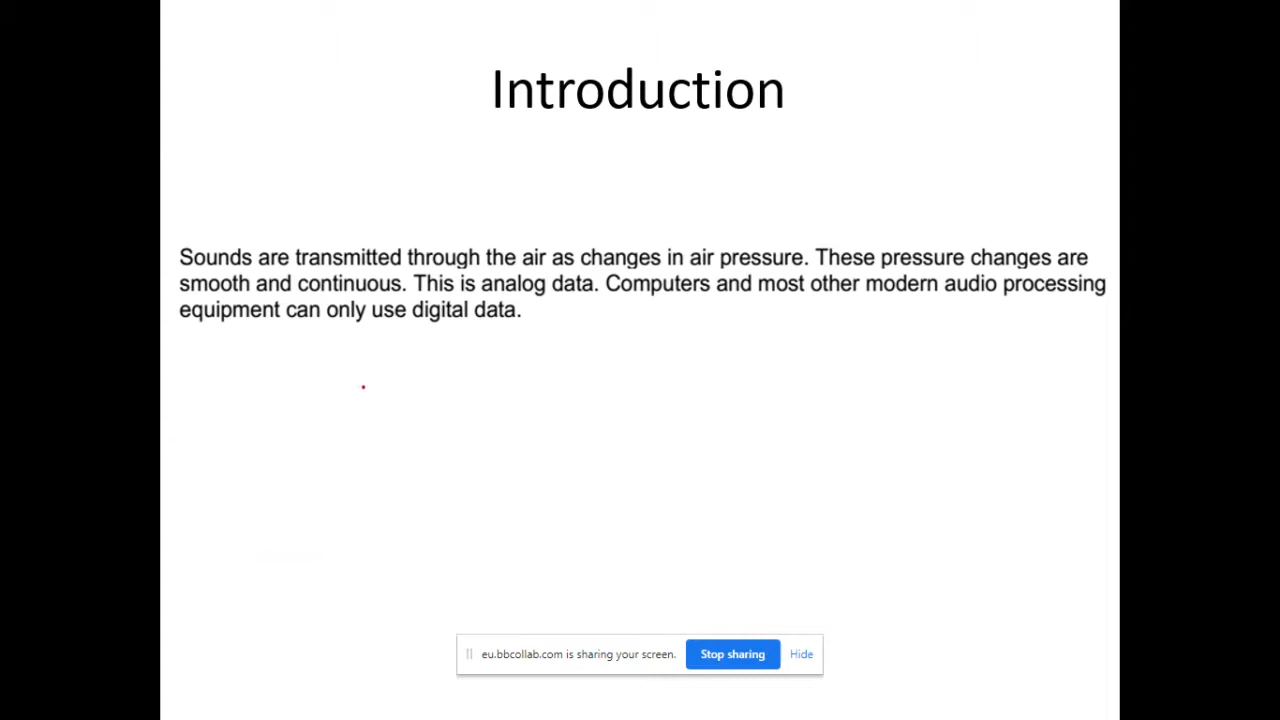 Introduction
Sounds are transmitted through the air as changes in air pressure. These pressure changes are
smooth and continuous. This is analog data. Computers and most other modern audio processing
equipment can only use digital data.
eu.bbcollab.com is sharing your screen. Stop sharing Hide